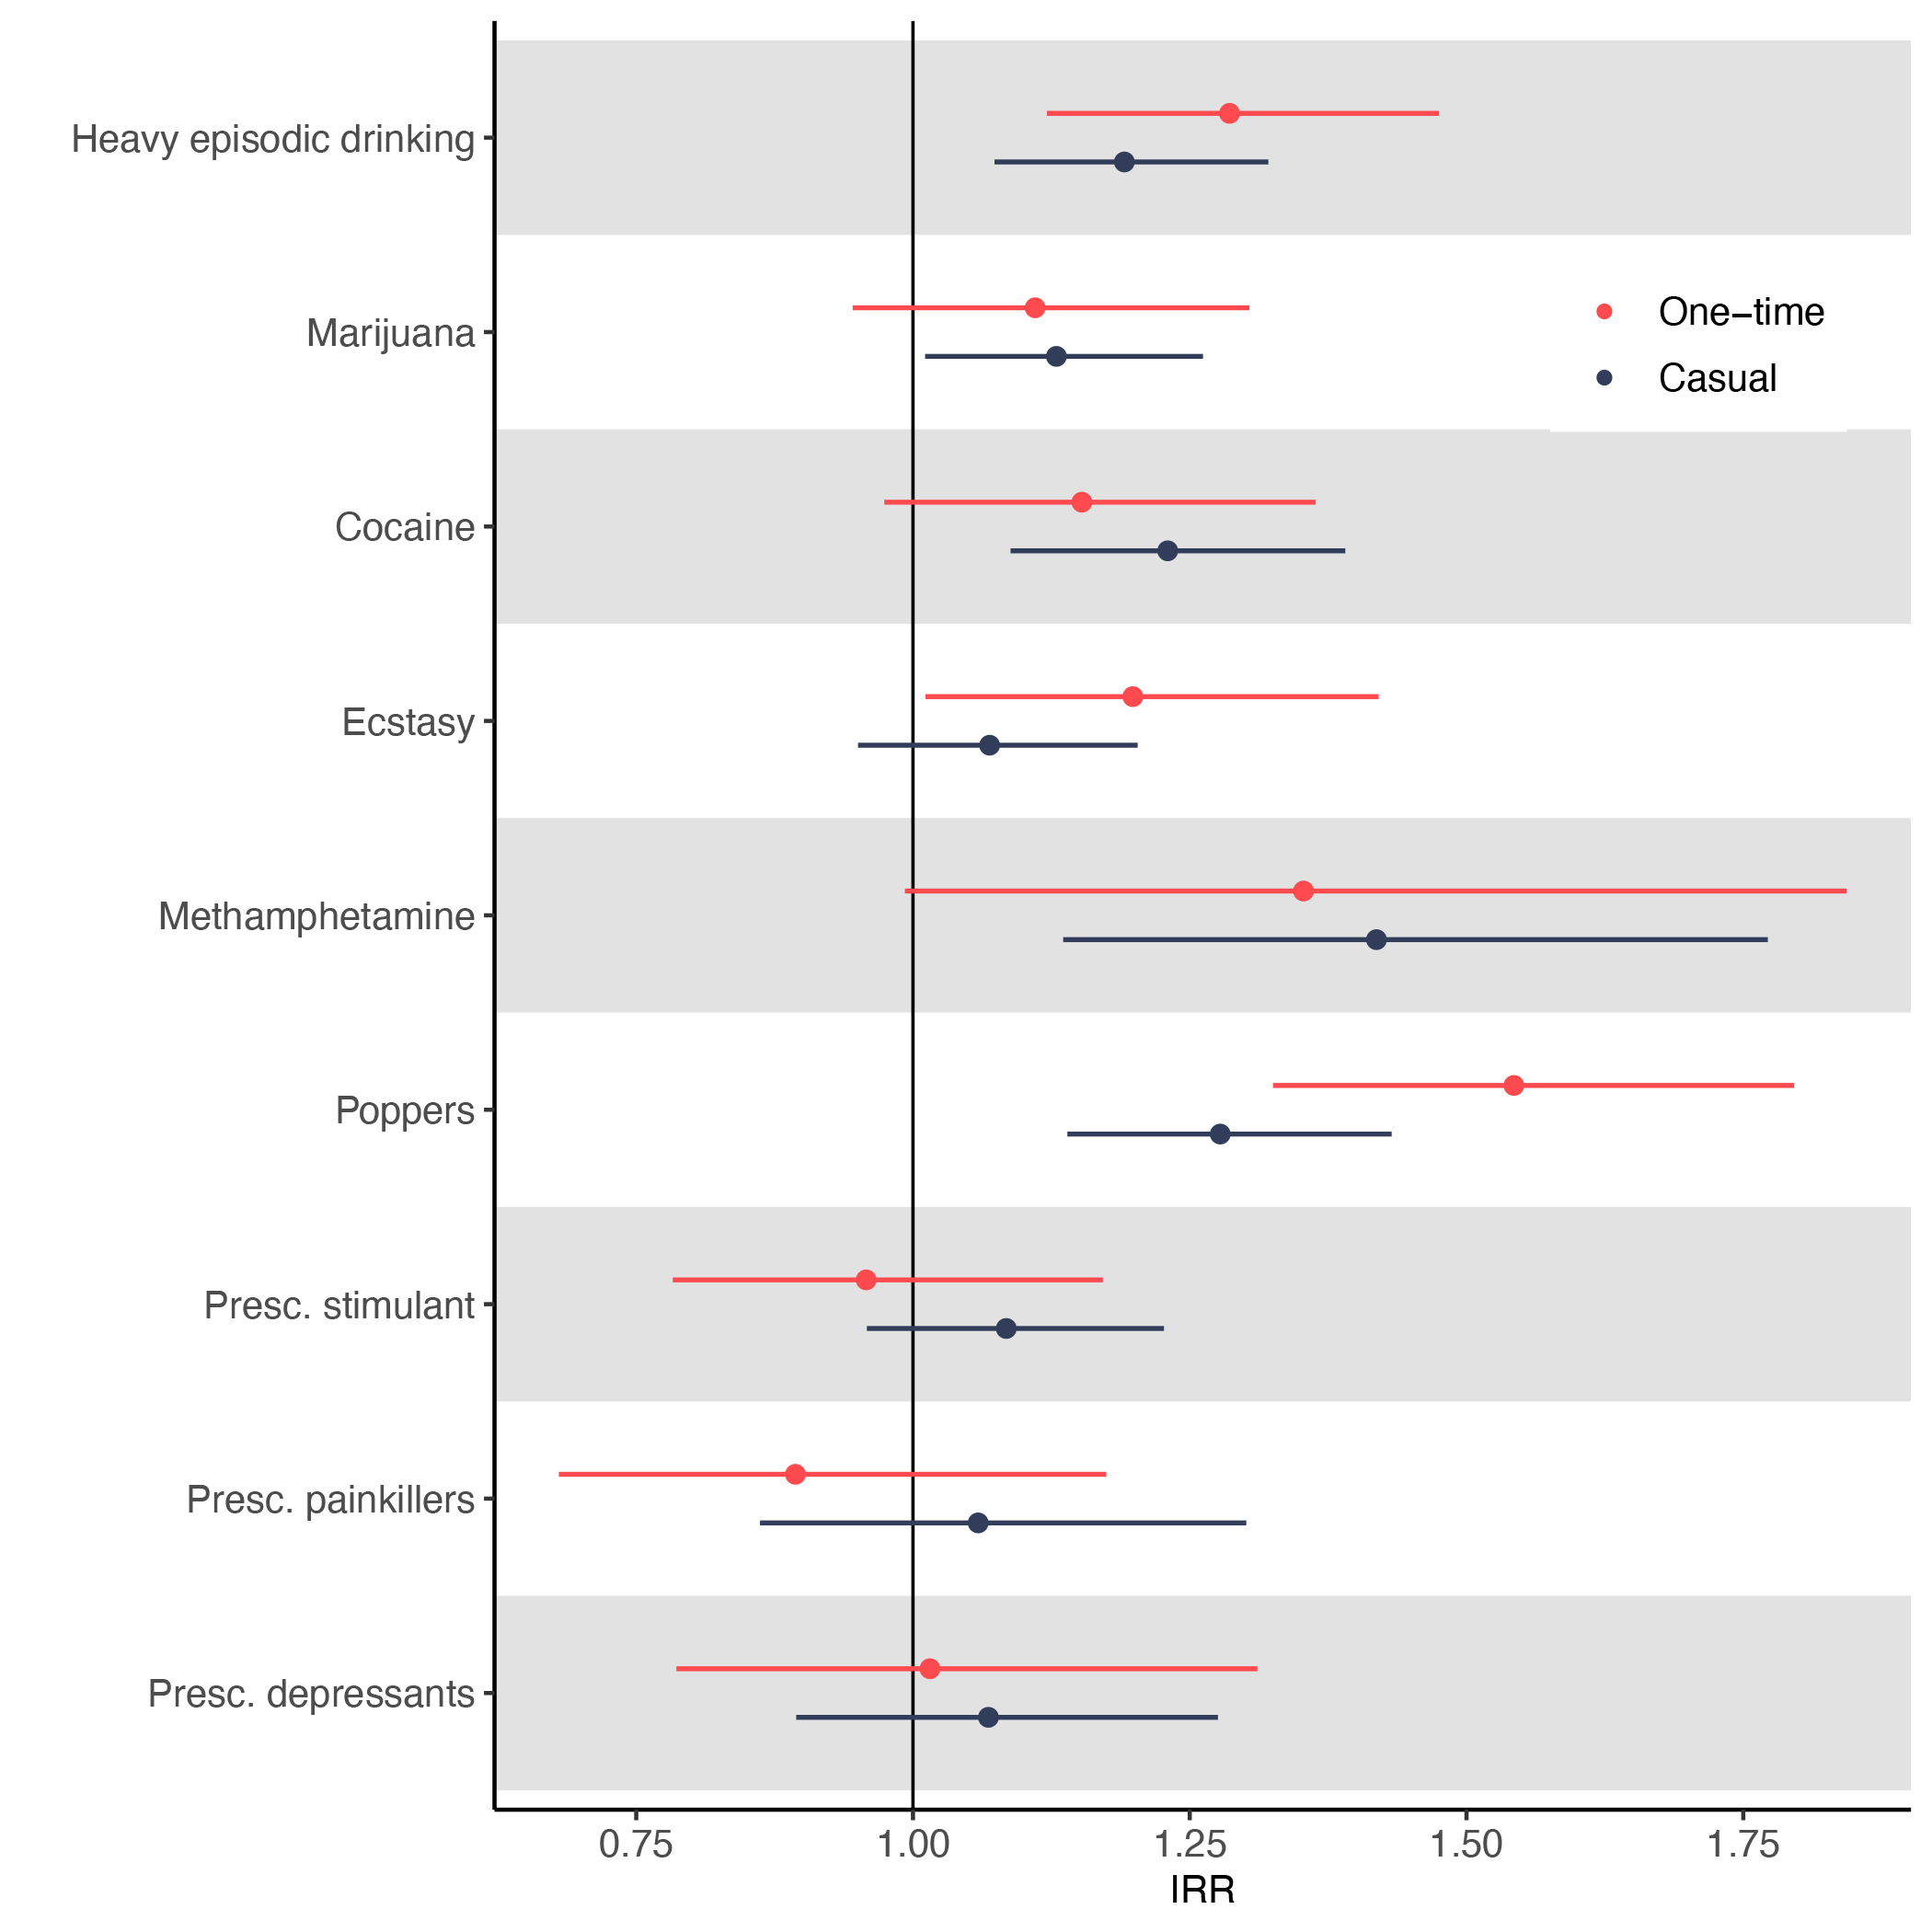 Heavy episodic drinking
Marijuana
One−time
Casual
Cocaine
Ecstasy
Methamphetamine
Poppers
Presc. stimulant
Presc. painkillers
Presc. depressants
0.75 1.00 1.25 1.50 1.75
IRR